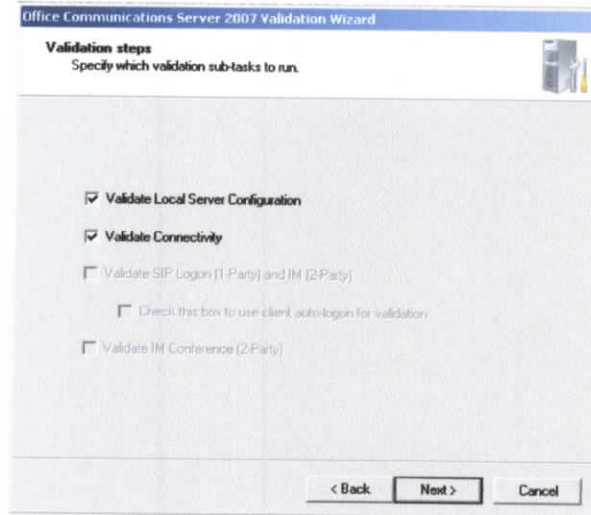 Office Communications Server 2007 Validation Wizard
Validation steps
Specify which validation sub-tasks to run.
Validate Local Server Configuration
Validate Connectivity
Validate SIP Logon (1-Party) and IM (2-Party)
Check this box to use client auto-logon for validation
Validate IM Conference (2-Party)
< Back Next > Cancel